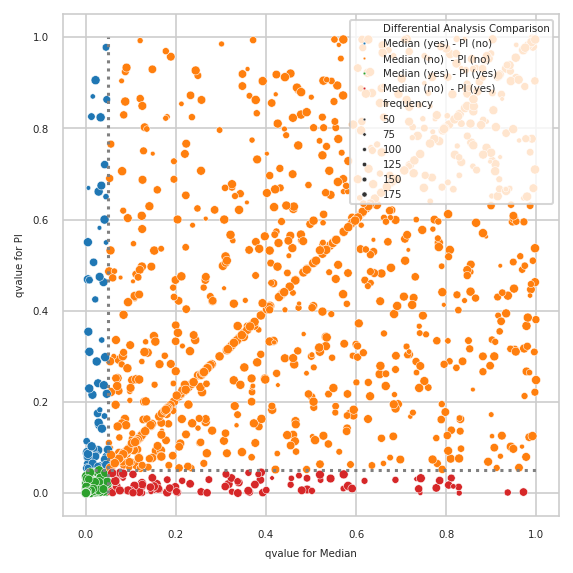 Differential Analysis Comparison
Median (yes) - PI (no)
Median (no)  - PI (no)
Median (yes) - PI (yes)
Median (no)  - PI (yes)
frequency
50
75
100
125
150
175
1.0
0.8
0.6
0.4
0.2
0.0
qvalue for PI
0.0 0.2 0.4 0.6 0.8 1.0
qvalue for Median